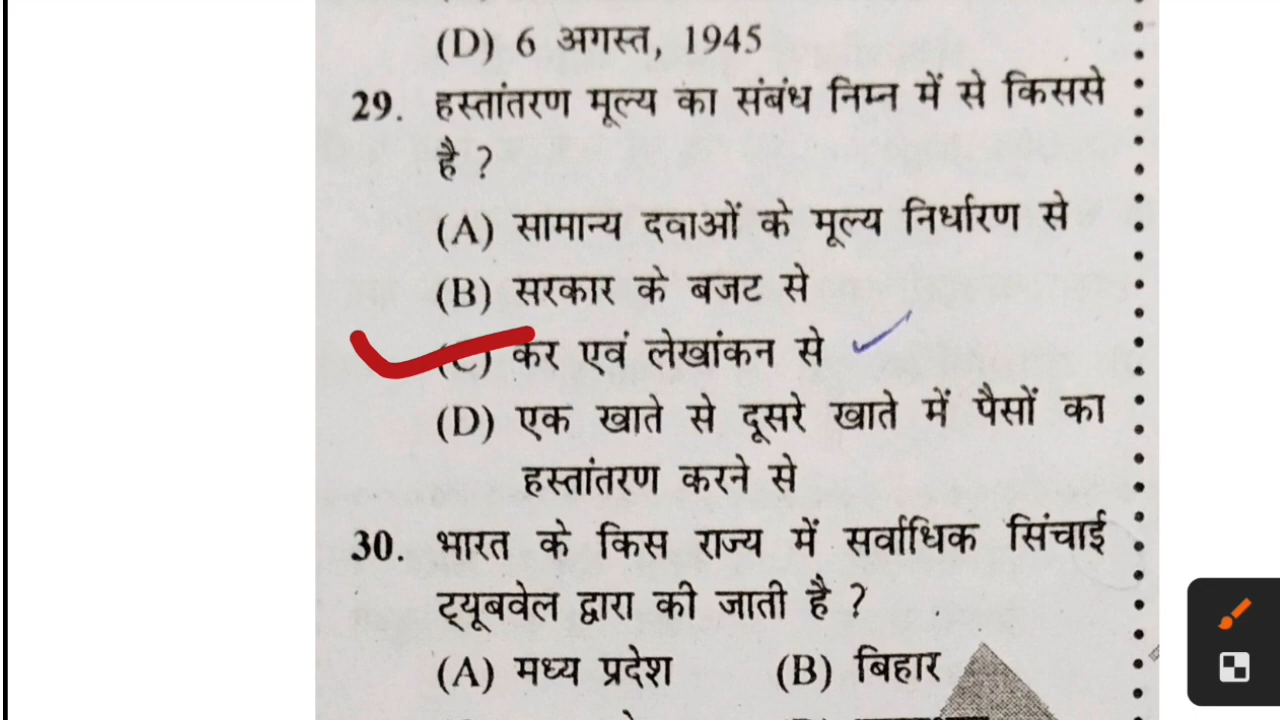 (D) 6 अगस्त, 1945
29. हस्तांतरण मूल्य का संबंध निम्न में से किससे
है ?
(A) सामान्य दवाओं के मूल्य निर्धारण से
(B) सरकार के बजट से
(C) कर एवं लेखांकन से
(D) एक खाते से दूसरे खाते में पैसों का
हस्तांतरण करने से
30. भारत के किस राज्य में सर्वाधिक सिंचाई
ट्यूबवेल द्वारा की जाती है ?
(A) मध्य प्रदेश (B) बिहार